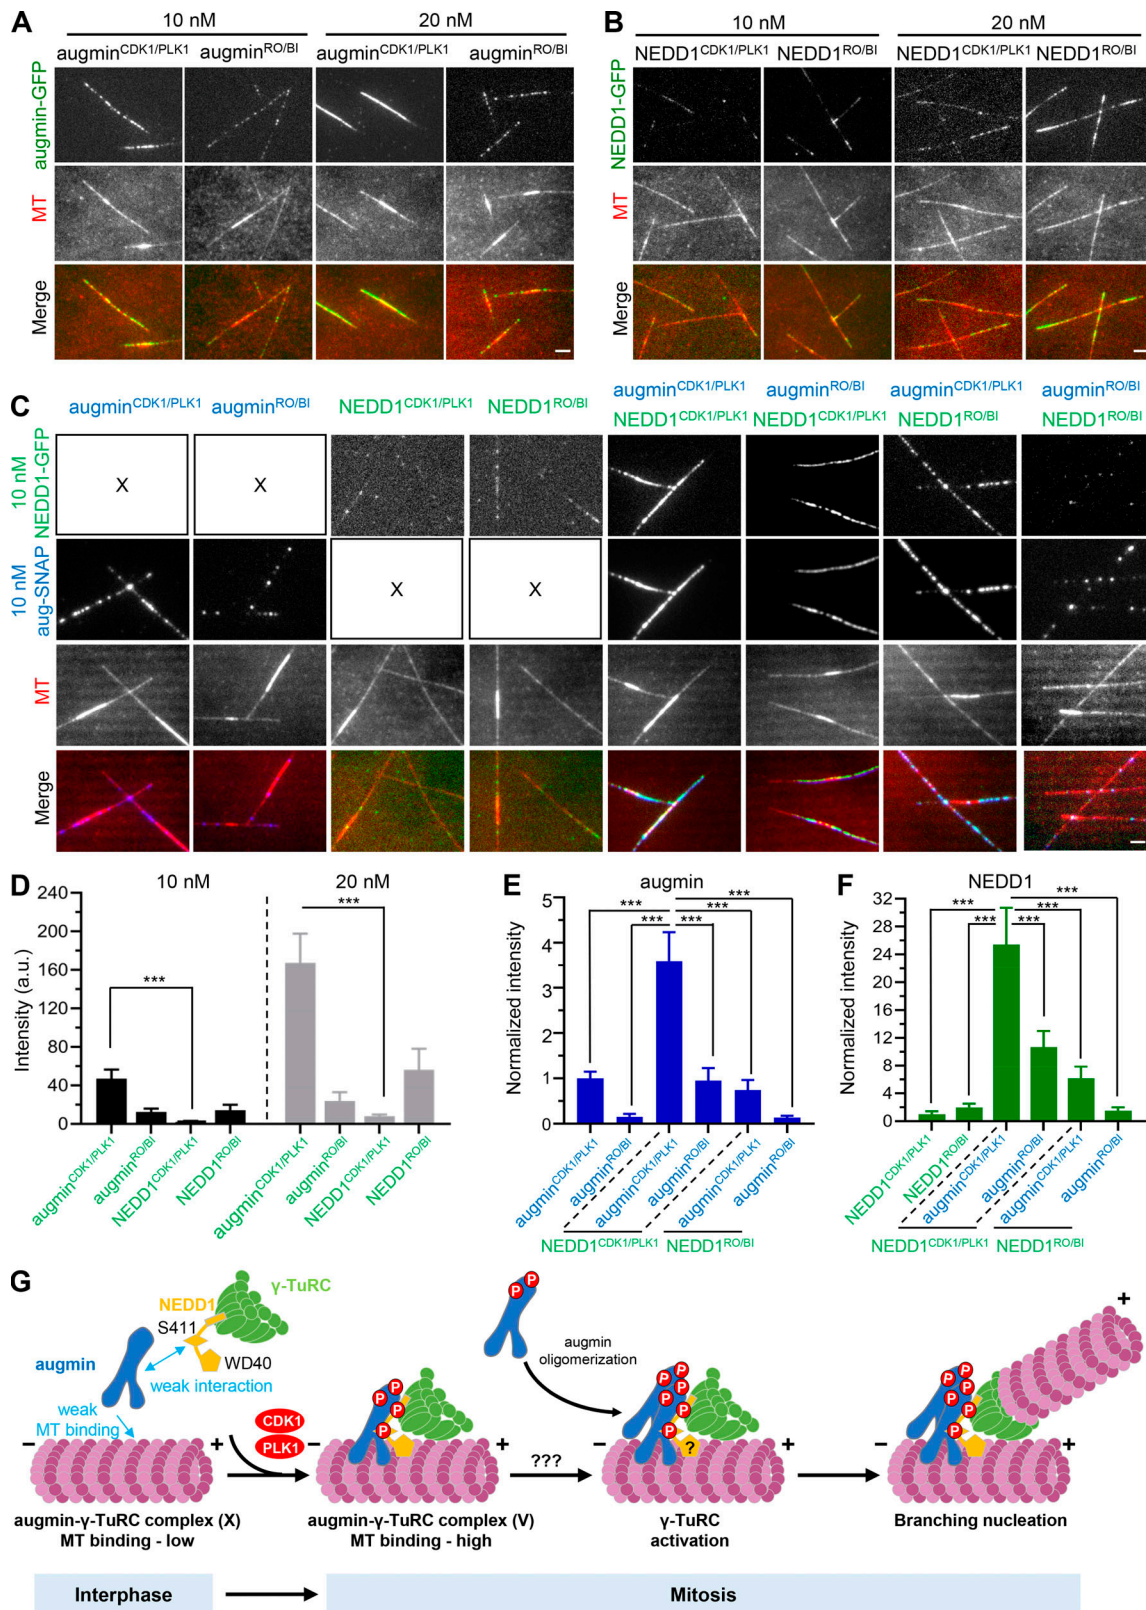 A
10 nM
20 nM
augmin^CDK1/PLK1
augmin^RO/BI
augmin^CDK1/PLK1
augmin^RO/BI
augmin-GFP
MT
Merge
B
10 nM
20 nM
NEDD1^CDK1/PLK1
NEDD1^RO/BI
NEDD1^CDK1/PLK1
NEDD1^RO/BI
NEDD1-GFP
MT
Merge
C
augmin^CDK1/PLK1
augmin^RO/BI
NEDD1^CDK1/PLK1
NEDD1^RO/BI
augmin^CDK1/PLK1
NEDD1^CDK1/PLK1
augmin^RO/BI
NEDD1^CDK1/PLK1
augmin^CDK1/PLK1
NEDD1^RO/BI
augmin^RO/BI
NEDD1^RO/BI
10 nM
NEDD1-GFP
X
X
10 nM
aug-SNAP
X
X
MT
Merge
D
10 nM
20 nM
Intensity (a.u.)
240
200
160
120
80
40
0
***
***
augmin^CDK1/PLK1
augmin^RO/BI
NEDD1^CDK1/PLK1
NEDD1^RO/BI
augmin^CDK1/PLK1
augmin^RO/BI
NEDD1^CDK1/PLK1
NEDD1^RO/BI
E
augmin
Normalized intensity
5
4
3
2
1
0
***
***
***
***
***
augmin^CDK1/PLK1
augmin^RO/BI
augmin^CDK1/PLK1
augmin^RO/BI
augmin^CDK1/PLK1
augmin^RO/BI
NEDD1^CDK1/PLK1
NEDD1^RO/BI
F
NEDD1
Normalized intensity
32
28
24
20
16
12
8
4
0
***
***
***
***
***
NEDD1^CDK1/PLK1
NEDD1^RO/BI
augmin^CDK1/PLK1
augmin^RO/BI
augmin^CDK1/PLK1
augmin^RO/BI
NEDD1^CDK1/PLK1
NEDD1^RO/BI
G
γ-TuRC
NEDD1
S411
augmin
WD40
weak interaction
weak
MT binding
−
+
CDK1
PLK1
augmin-γ-TuRC complex (X)
MT binding - low
P
P
P
P
P
−
+
augmin-γ-TuRC complex (V)
MT binding - high
P
P
augmin
oligomerization
???
P
P
P
P
P
P
?
−
+
γ-TuRC
activation
P
P
P
P
P
P
−
+
+
Branching nucleation
Interphase
Mitosis